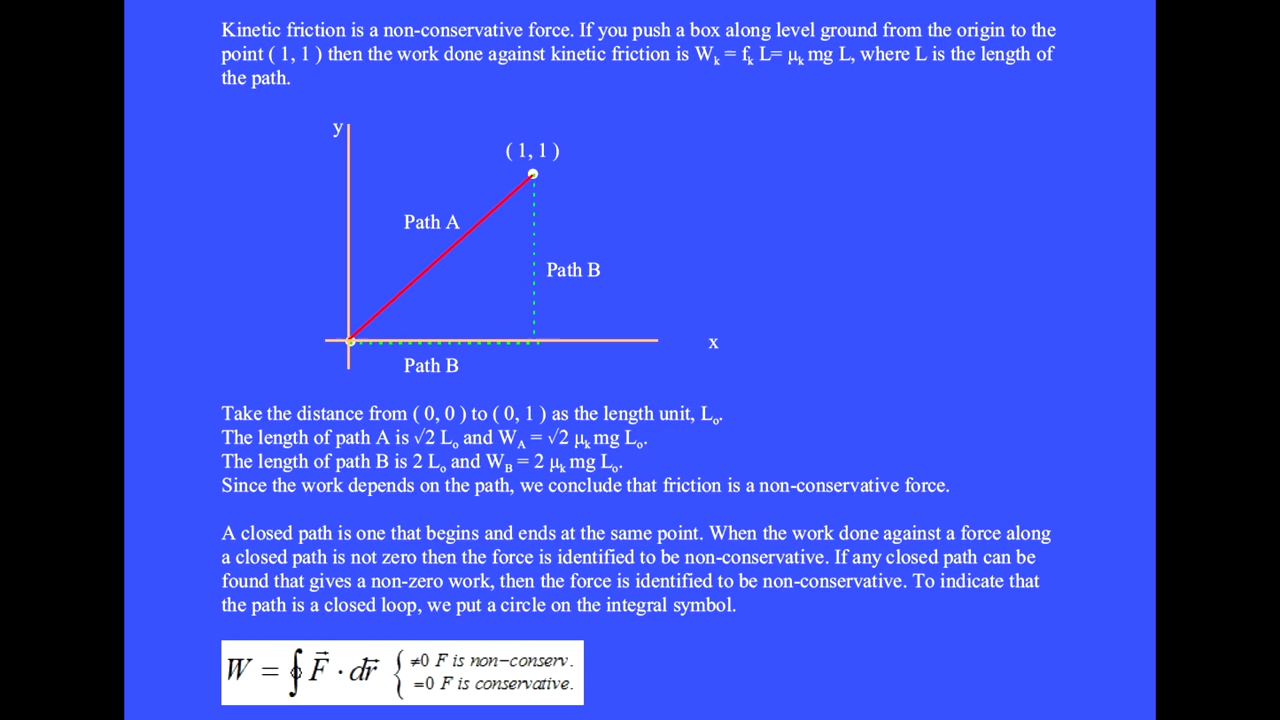 Kinetic friction is a non-conservative force. If you push a box along level ground from the origin to the
point ( 1, 1 ) then the work done against kinetic friction is Wₖ = fₖ L= μₖ mg L, where L is the length of
the path.
y
( 1, 1 )
Path A
Path B
x
Path B
Take the distance from ( 0, 0 ) to ( 0, 1 ) as the length unit, Lₒ.
The length of path A is √2 Lₒ and W_A = √2 μₖ mg Lₒ.
The length of path B is 2 Lₒ and W_B = 2 μₖ mg Lₒ.
Since the work depends on the path, we conclude that friction is a non-conservative force.
A closed path is one that begins and ends at the same point. When the work done against a force along
a closed path is not zero then the force is identified to be non-conservative. If any closed path can be
found that gives a non-zero work, then the force is identified to be non-conservative. To indicate that
the path is a closed loop, we put a circle on the integral symbol.
W = ∮ F⃗ · dr⃗ { ≠0 F is non-conserv.
=0 F is conservative.